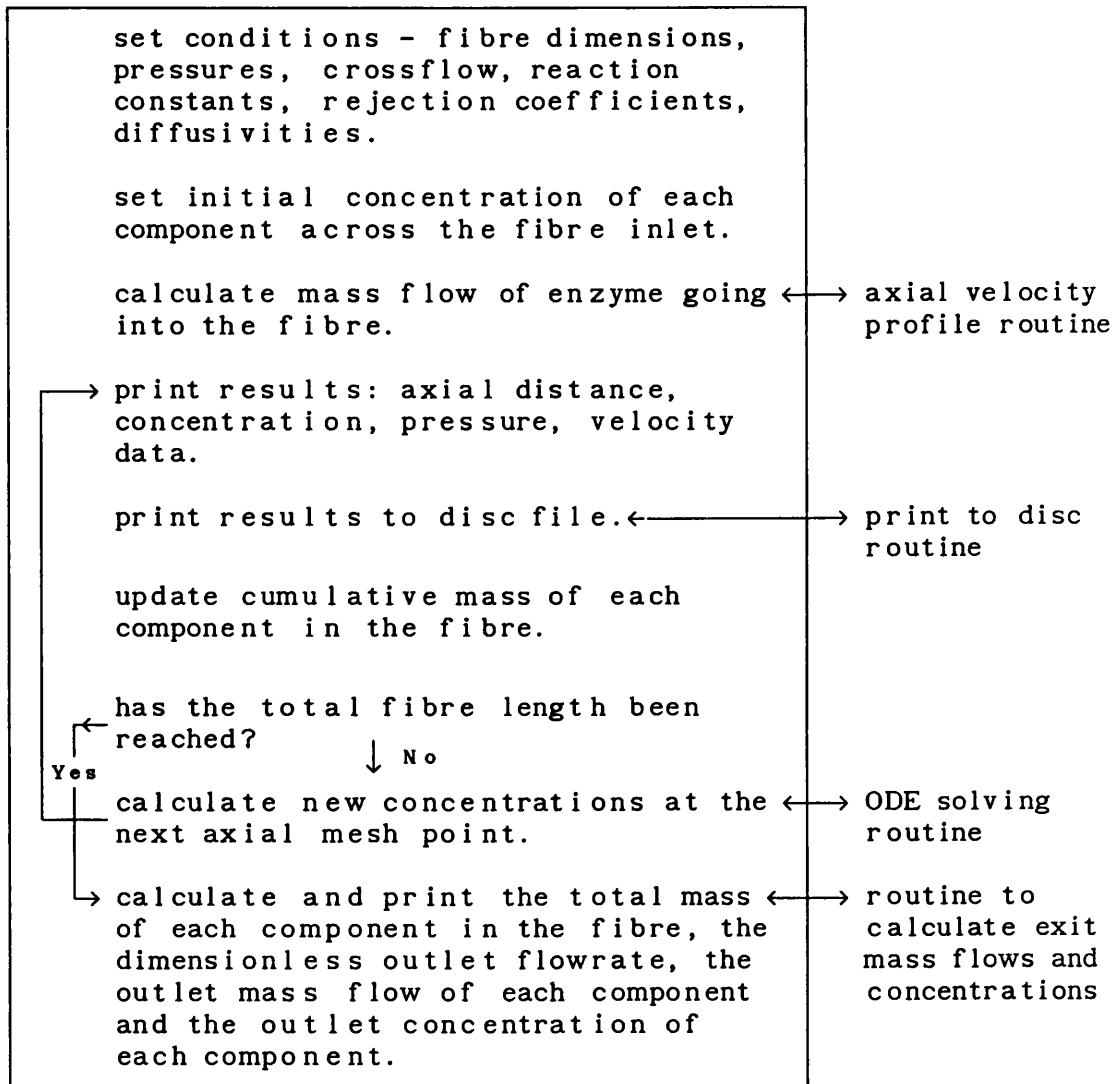 set conditions - fibre dimensions,
pressures, crossflow, reaction
constants, rejection coefficients,
diffusivities.
set initial concentration of each
component across the fibre inlet.
calculate mass flow of enzyme going
into the fibre.
axial velocity
profile routine
print results: axial distance,
concentration, pressure, velocity
data.
print results to disc file.
print to disc
routine
update cumulative mass of each
component in the fibre.
has the total fibre length been
reached?
No
Yes
calculate new concentrations at the
next axial mesh point.
ODE solving
routine
calculate and print the total mass
of each component in the fibre, the
dimensionless outlet flowrate, the
outlet mass flow of each component
and the outlet concentration of
each component.
routine to
calculate exit
mass flows and
concentrations